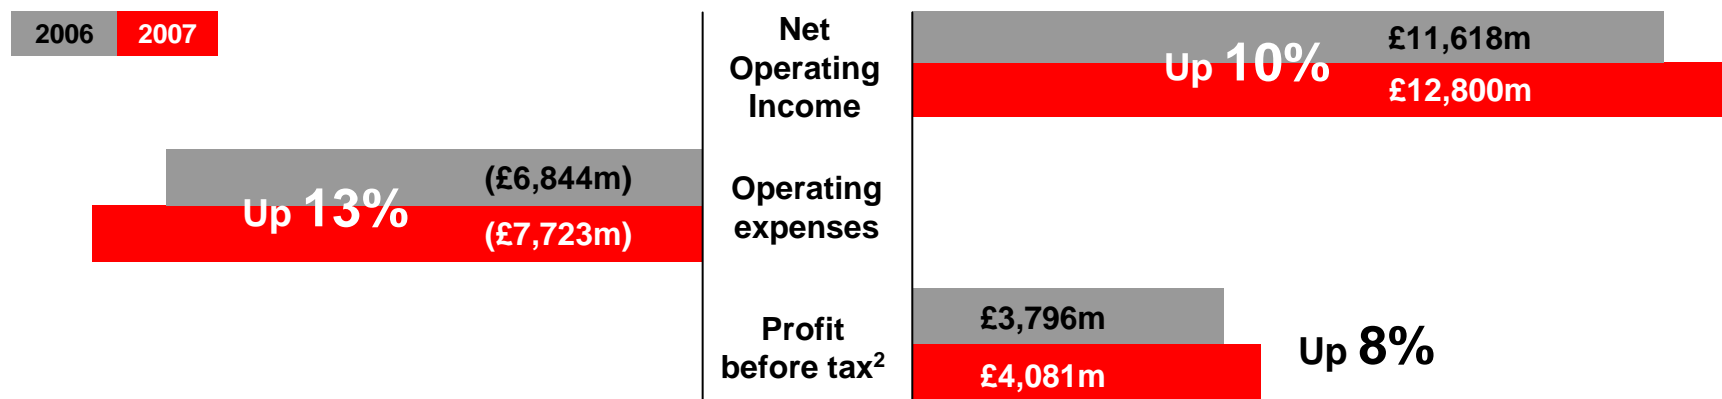 2006 2007
Net
Operating
Income
£11,618m
Up 10%
£12,800m
(£6,844m)
Up 13%
(£7,723m)
Operating
expenses
Profit
before tax²
£3,796m
£4,081m
Up 8%